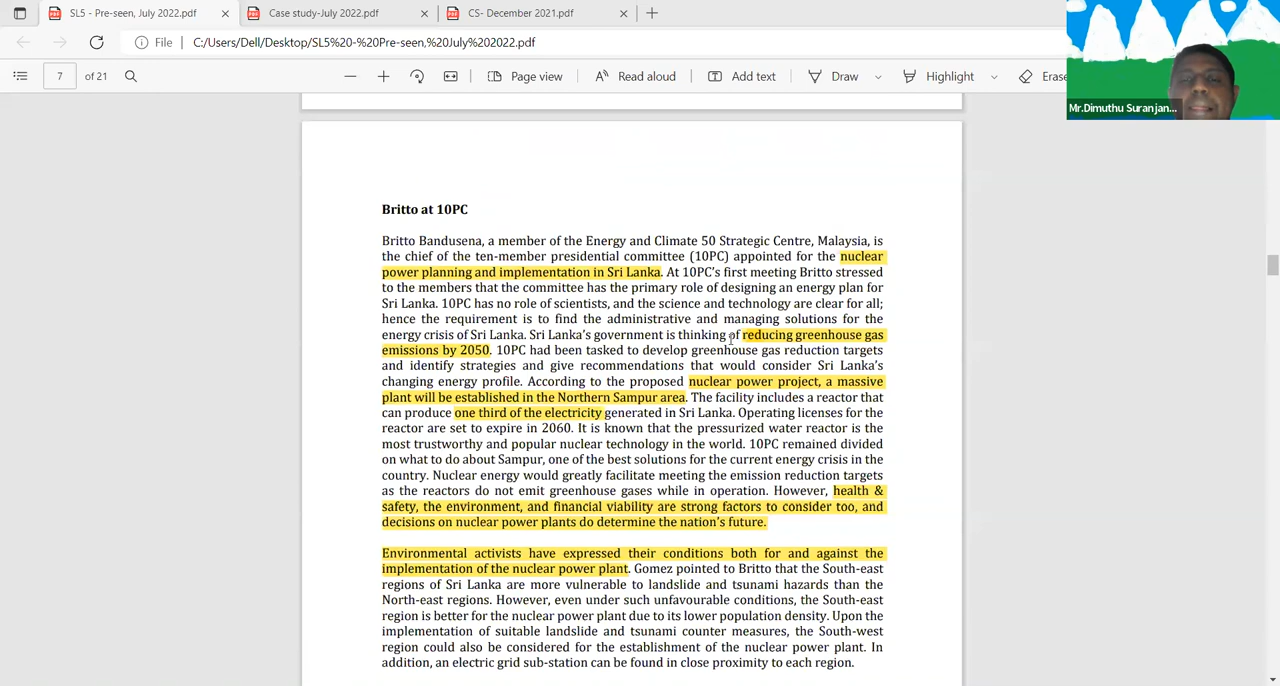 SL5 - Pre-seen, July 2022.pdf
Case study-July 2022.pdf
CS- December 2021.pdf
File
C:/Users/Dell/Desktop/SL5%20-%20Pre-seen,%20July%202022.pdf
7 of 21
Page view
Read aloud
Add text
Draw
Highlight
Erase
Mr.Dimuthu Suranjan...
Britto at 10PC
Britto Bandusena, a member of the Energy and Climate 50 Strategic Centre, Malaysia, is
the chief of the ten-member presidential committee (10PC) appointed for the nuclear
power planning and implementation in Sri Lanka. At 10PC's first meeting Britto stressed
to the members that the committee has the primary role of designing an energy plan for
Sri Lanka. 10PC has no role of scientists, and the science and technology are clear for all;
hence the requirement is to find the administrative and managing solutions for the
energy crisis of Sri Lanka. Sri Lanka's government is thinking of reducing greenhouse gas
emissions by 2050. 10PC had been tasked to develop greenhouse gas reduction targets
and identify strategies and give recommendations that would consider Sri Lanka's
changing energy profile. According to the proposed nuclear power project, a massive
plant will be established in the Northern Sampur area. The facility includes a reactor that
can produce one third of the electricity generated in Sri Lanka. Operating licenses for the
reactor are set to expire in 2060. It is known that the pressurized water reactor is the
most trustworthy and popular nuclear technology in the world. 10PC remained divided
on what to do about Sampur, one of the best solutions for the current energy crisis in the
country. Nuclear energy would greatly facilitate meeting the emission reduction targets
as the reactors do not emit greenhouse gases while in operation. However, health &
safety, the environment, and financial viability are strong factors to consider too, and
decisions on nuclear power plants do determine the nation's future.
Environmental activists have expressed their conditions both for and against the
implementation of the nuclear power plant. Gomez pointed to Britto that the South-east
regions of Sri Lanka are more vulnerable to landslide and tsunami hazards than the
North-east regions. However, even under such unfavourable conditions, the South-east
region is better for the nuclear power plant due to its lower population density. Upon the
implementation of suitable landslide and tsunami counter measures, the South-west
region could also be considered for the establishment of the nuclear power plant. In
addition, an electric grid sub-station can be found in close proximity to each region.